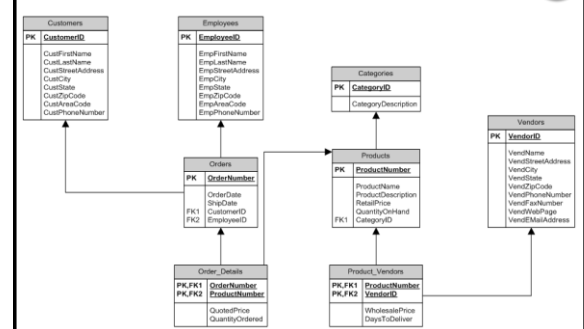 Customers
PK CustomerID
CustFirstName
CustLastName
CustStreetAddress
CustCity
CustState
CustZipCode
CustAreaCode
CustPhoneNumber
Employees
PK EmployeeID
EmpFirstName
EmpLastName
EmpStreetAddress
EmpCity
EmpState
EmpZipCode
EmpAreaCode
EmpPhoneNumber
Categories
PK CategoryID
CategoryDescription
Vendors
PK VendorID
VendName
VendStreetAddress
VendCity
VendState
VendZipCode
VendPhoneNumber
VendFaxNumber
VendWebPage
VendEMailAddress
Orders
PK OrderNumber
OrderDate
ShipDate
FK1 CustomerID
FK2 EmployeeID
Products
PK ProductNumber
ProductName
ProductDescription
RetailPrice
QuantityOnHand
FK1 CategoryID
Order_Details
PK,FK1 OrderNumber
PK,FK2 ProductNumber
QuotedPrice
QuantityOrdered
Product_Vendors
PK,FK1 ProductNumber
PK,FK2 VendorID
WholesalePrice
DaysToDeliver